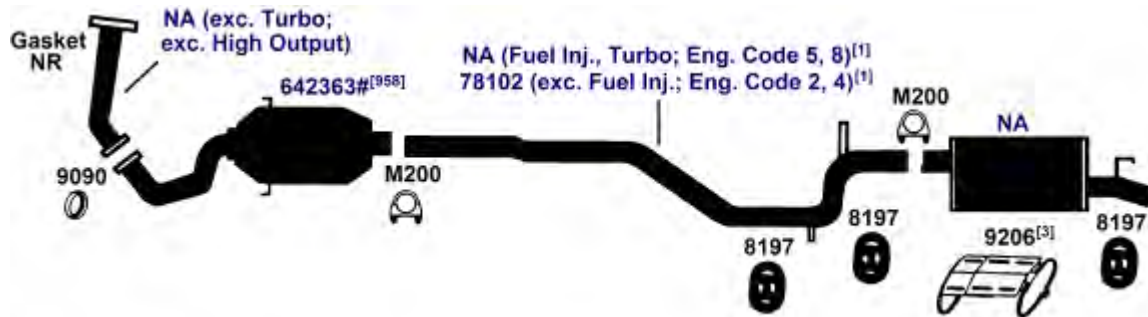 NA (exc. Turbo;
exc. High Output)
Gasket
NR
642363#[958]
NA (Fuel Inj., Turbo; Eng. Code 5, 8)[1]
78102 (exc. Fuel Inj.; Eng. Code 2, 4)[1]
M200
NA
9090
M200
8197
8197
9206[3]
8197